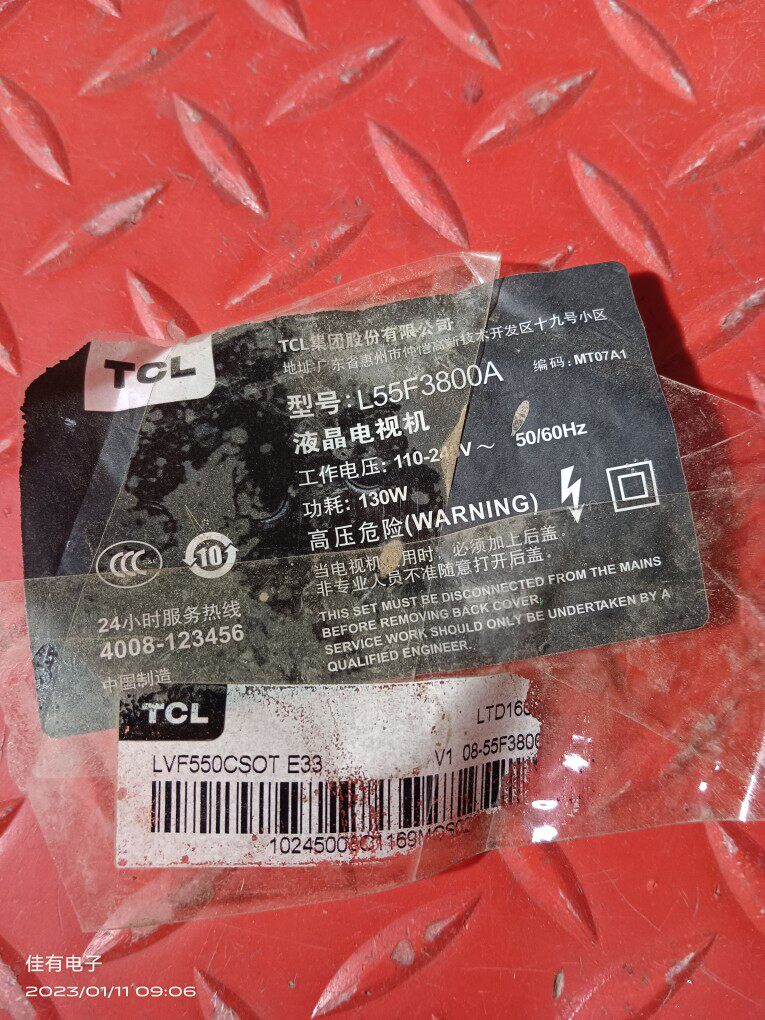 TCL
TCL集团股份有限公司
地址:广东省惠州市仲恺高新技术开发区十九号小区
型号:L55F3800A
编码:MT07A1
液晶电视机
工作电压: 110-24 V～ 50/60Hz
功耗: 130W
高压危险(WARNING)
当电视机 用时 必须加上后盖.
非专业人员不准随意打开后盖.
THIS SET MUST BE DISCONNECTED FROM THE MAINS
BEFORE REMOVING BACK COVER.
SERVICE WORK SHOULD ONLY BE UNDERTAKEN BY A
QUALIFIED ENGINEER.
CCC S&E
10
24小时服务热线
4008-123456
中国制造
TCL
LTD16
LVF550CSOT E33
V1 08-55F380
佳有电子
2023/01/11 09:06